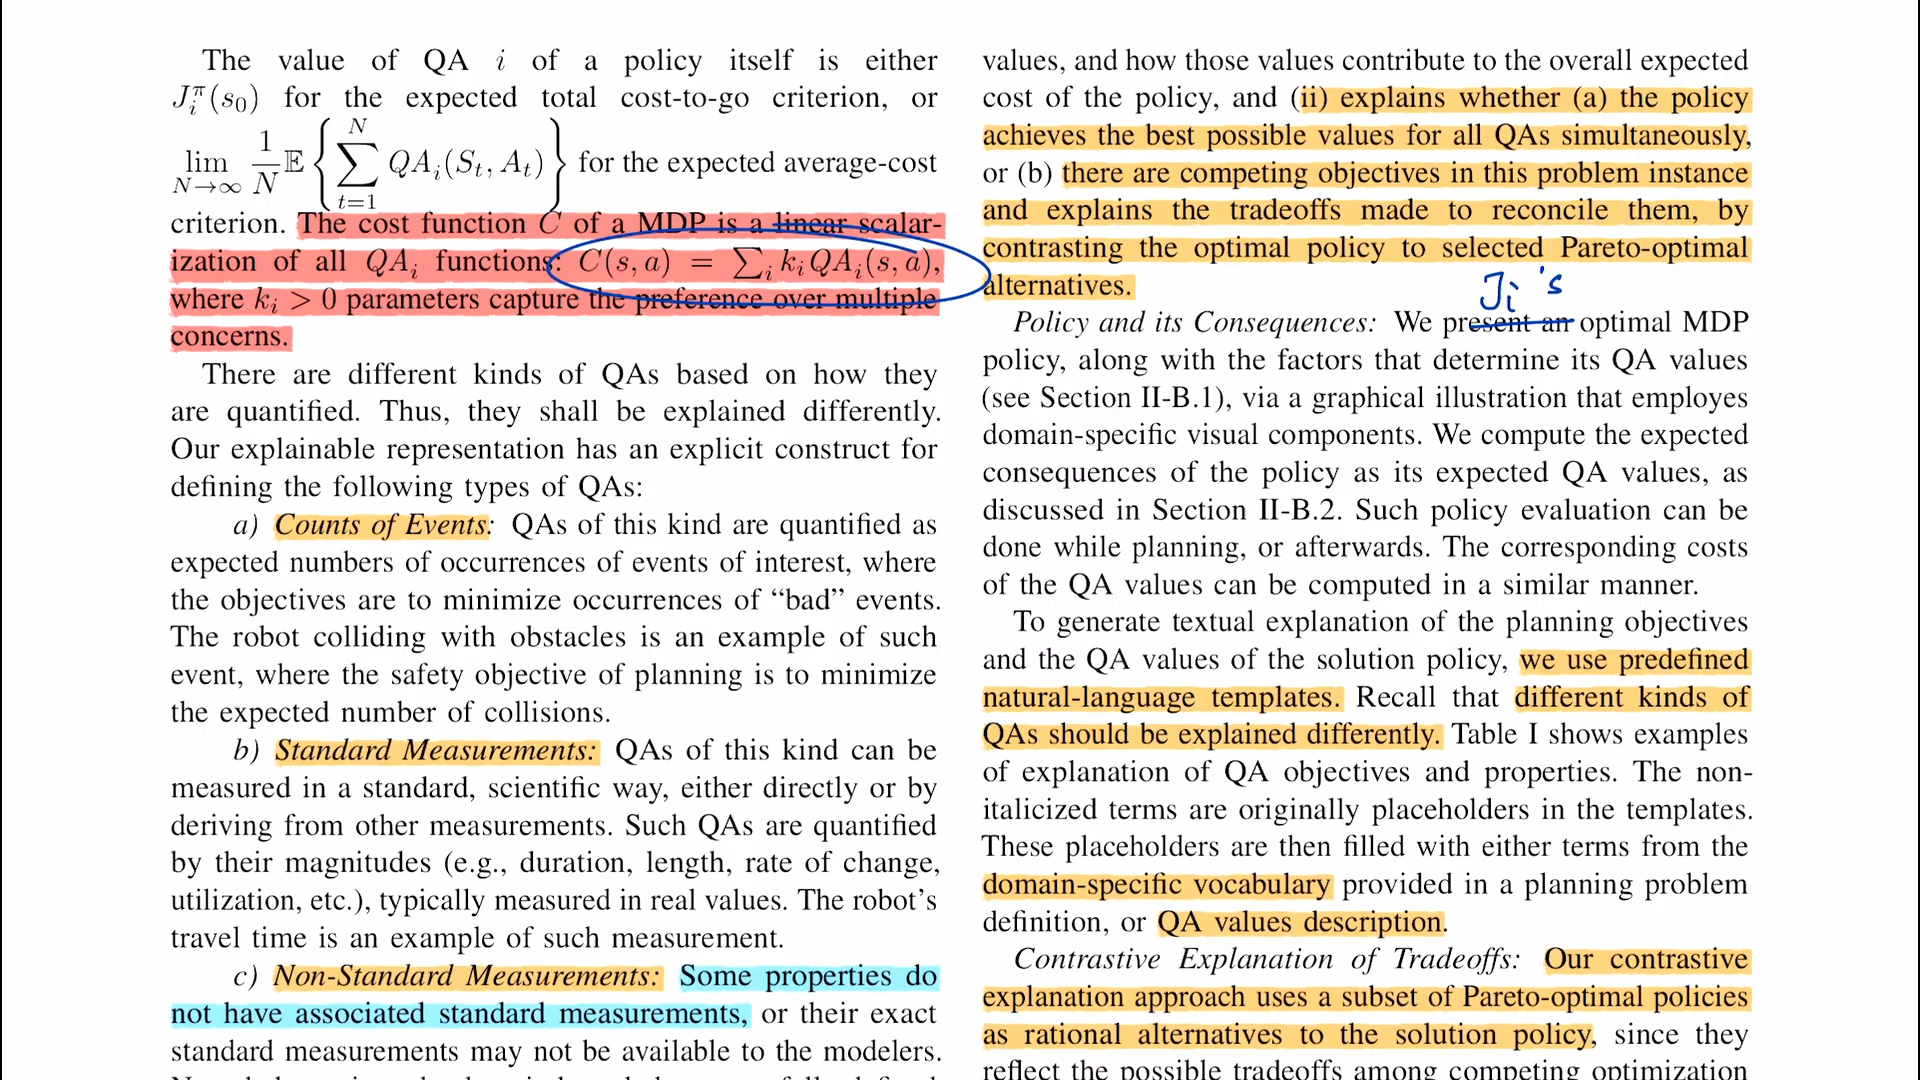 The value of QA i of a policy itself is either
J_i^π(s_0) for the expected total cost-to-go criterion, or
lim_{N→∞} 1/N 𝔼 { ∑_{t=1}^{N} QA_i(S_t, A_t) } for the expected average-cost
criterion. The cost function C of a MDP is a linear scalar-
ization of all QA_i functions: C(s, a) = ∑_i k_i QA_i(s, a),
where k_i > 0 parameters capture the preference over multiple
concerns.
There are different kinds of QAs based on how they
are quantified. Thus, they shall be explained differently.
Our explainable representation has an explicit construct for
defining the following types of QAs:
a) Counts of Events: QAs of this kind are quantified as
expected numbers of occurrences of events of interest, where
the objectives are to minimize occurrences of “bad” events.
The robot colliding with obstacles is an example of such
event, where the safety objective of planning is to minimize
the expected number of collisions.
b) Standard Measurements: QAs of this kind can be
measured in a standard, scientific way, either directly or by
deriving from other measurements. Such QAs are quantified
by their magnitudes (e.g., duration, length, rate of change,
utilization, etc.), typically measured in real values. The robot’s
travel time is an example of such measurement.
c) Non-Standard Measurements: Some properties do
not have associated standard measurements, or their exact
standard measurements may not be available to the modelers.
values, and how those values contribute to the overall expected
cost of the policy, and (ii) explains whether (a) the policy
achieves the best possible values for all QAs simultaneously,
or (b) there are competing objectives in this problem instance
and explains the tradeoffs made to reconcile them, by
contrasting the optimal policy to selected Pareto-optimal
alternatives.
Ji's
Policy and its Consequences: We present an optimal MDP
policy, along with the factors that determine its QA values
(see Section II-B.1), via a graphical illustration that employes
domain-specific visual components. We compute the expected
consequences of the policy as its expected QA values, as
discussed in Section II-B.2. Such policy evaluation can be
done while planning, or afterwards. The corresponding costs
of the QA values can be computed in a similar manner.
To generate textual explanation of the planning objectives
and the QA values of the solution policy, we use predefined
natural-language templates. Recall that different kinds of
QAs should be explained differently. Table I shows examples
of explanation of QA objectives and properties. The non-
italicized terms are originally placeholders in the templates.
These placeholders are then filled with either terms from the
domain-specific vocabulary provided in a planning problem
definition, or QA values description.
Contrastive Explanation of Tradeoffs: Our contrastive
explanation approach uses a subset of Pareto-optimal policies
as rational alternatives to the solution policy, since they
reflect the possible tradeoffs among competing optimization